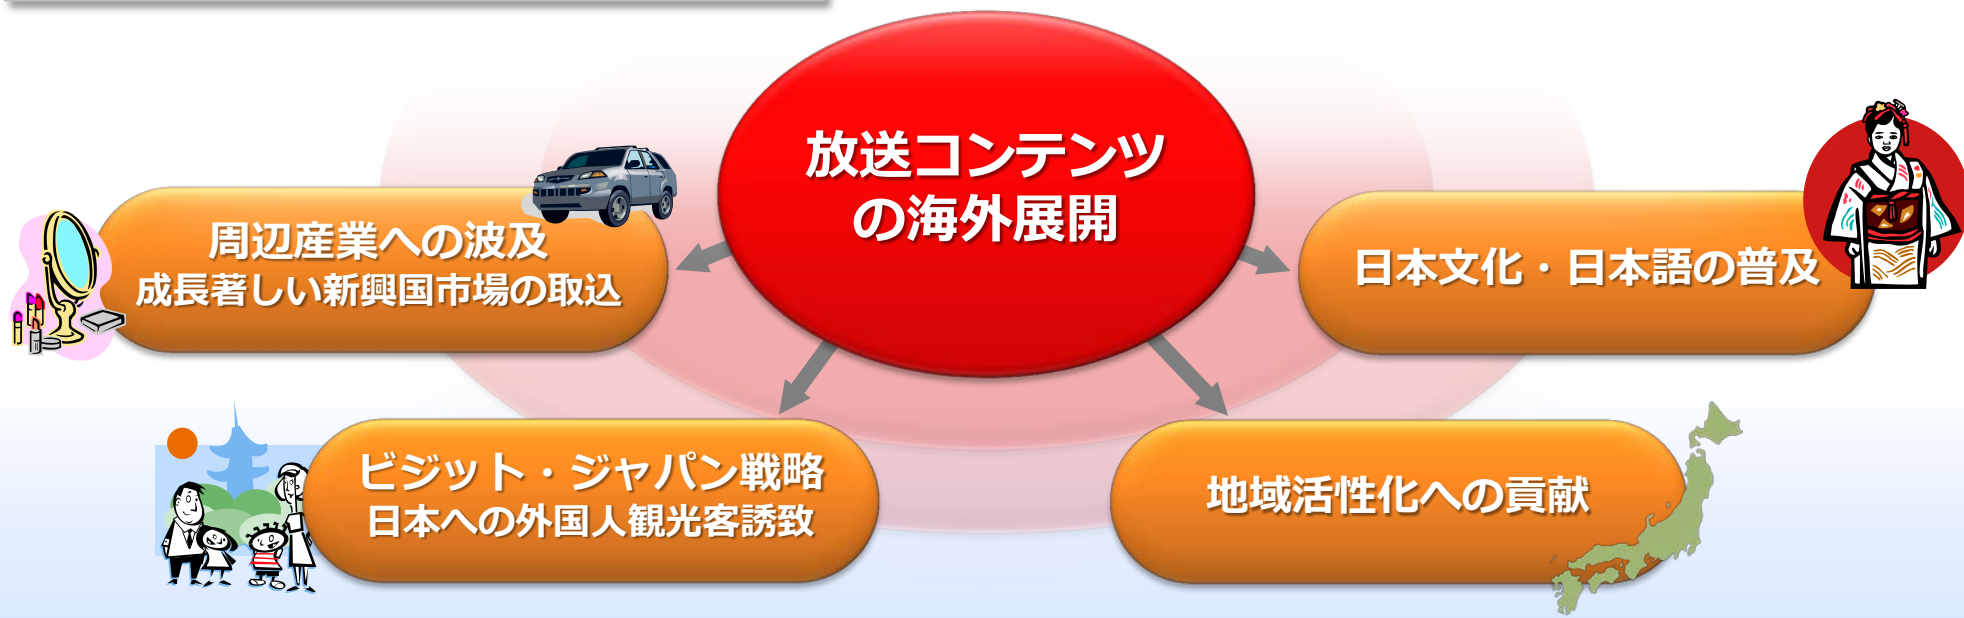 放送コンテンツ
の海外展開
周辺産業への波及
成長著しい新興国市場の取込
日本文化・日本語の普及
ビジット・ジャパン戦略
日本への外国人観光客誘致
地域活性化への貢献